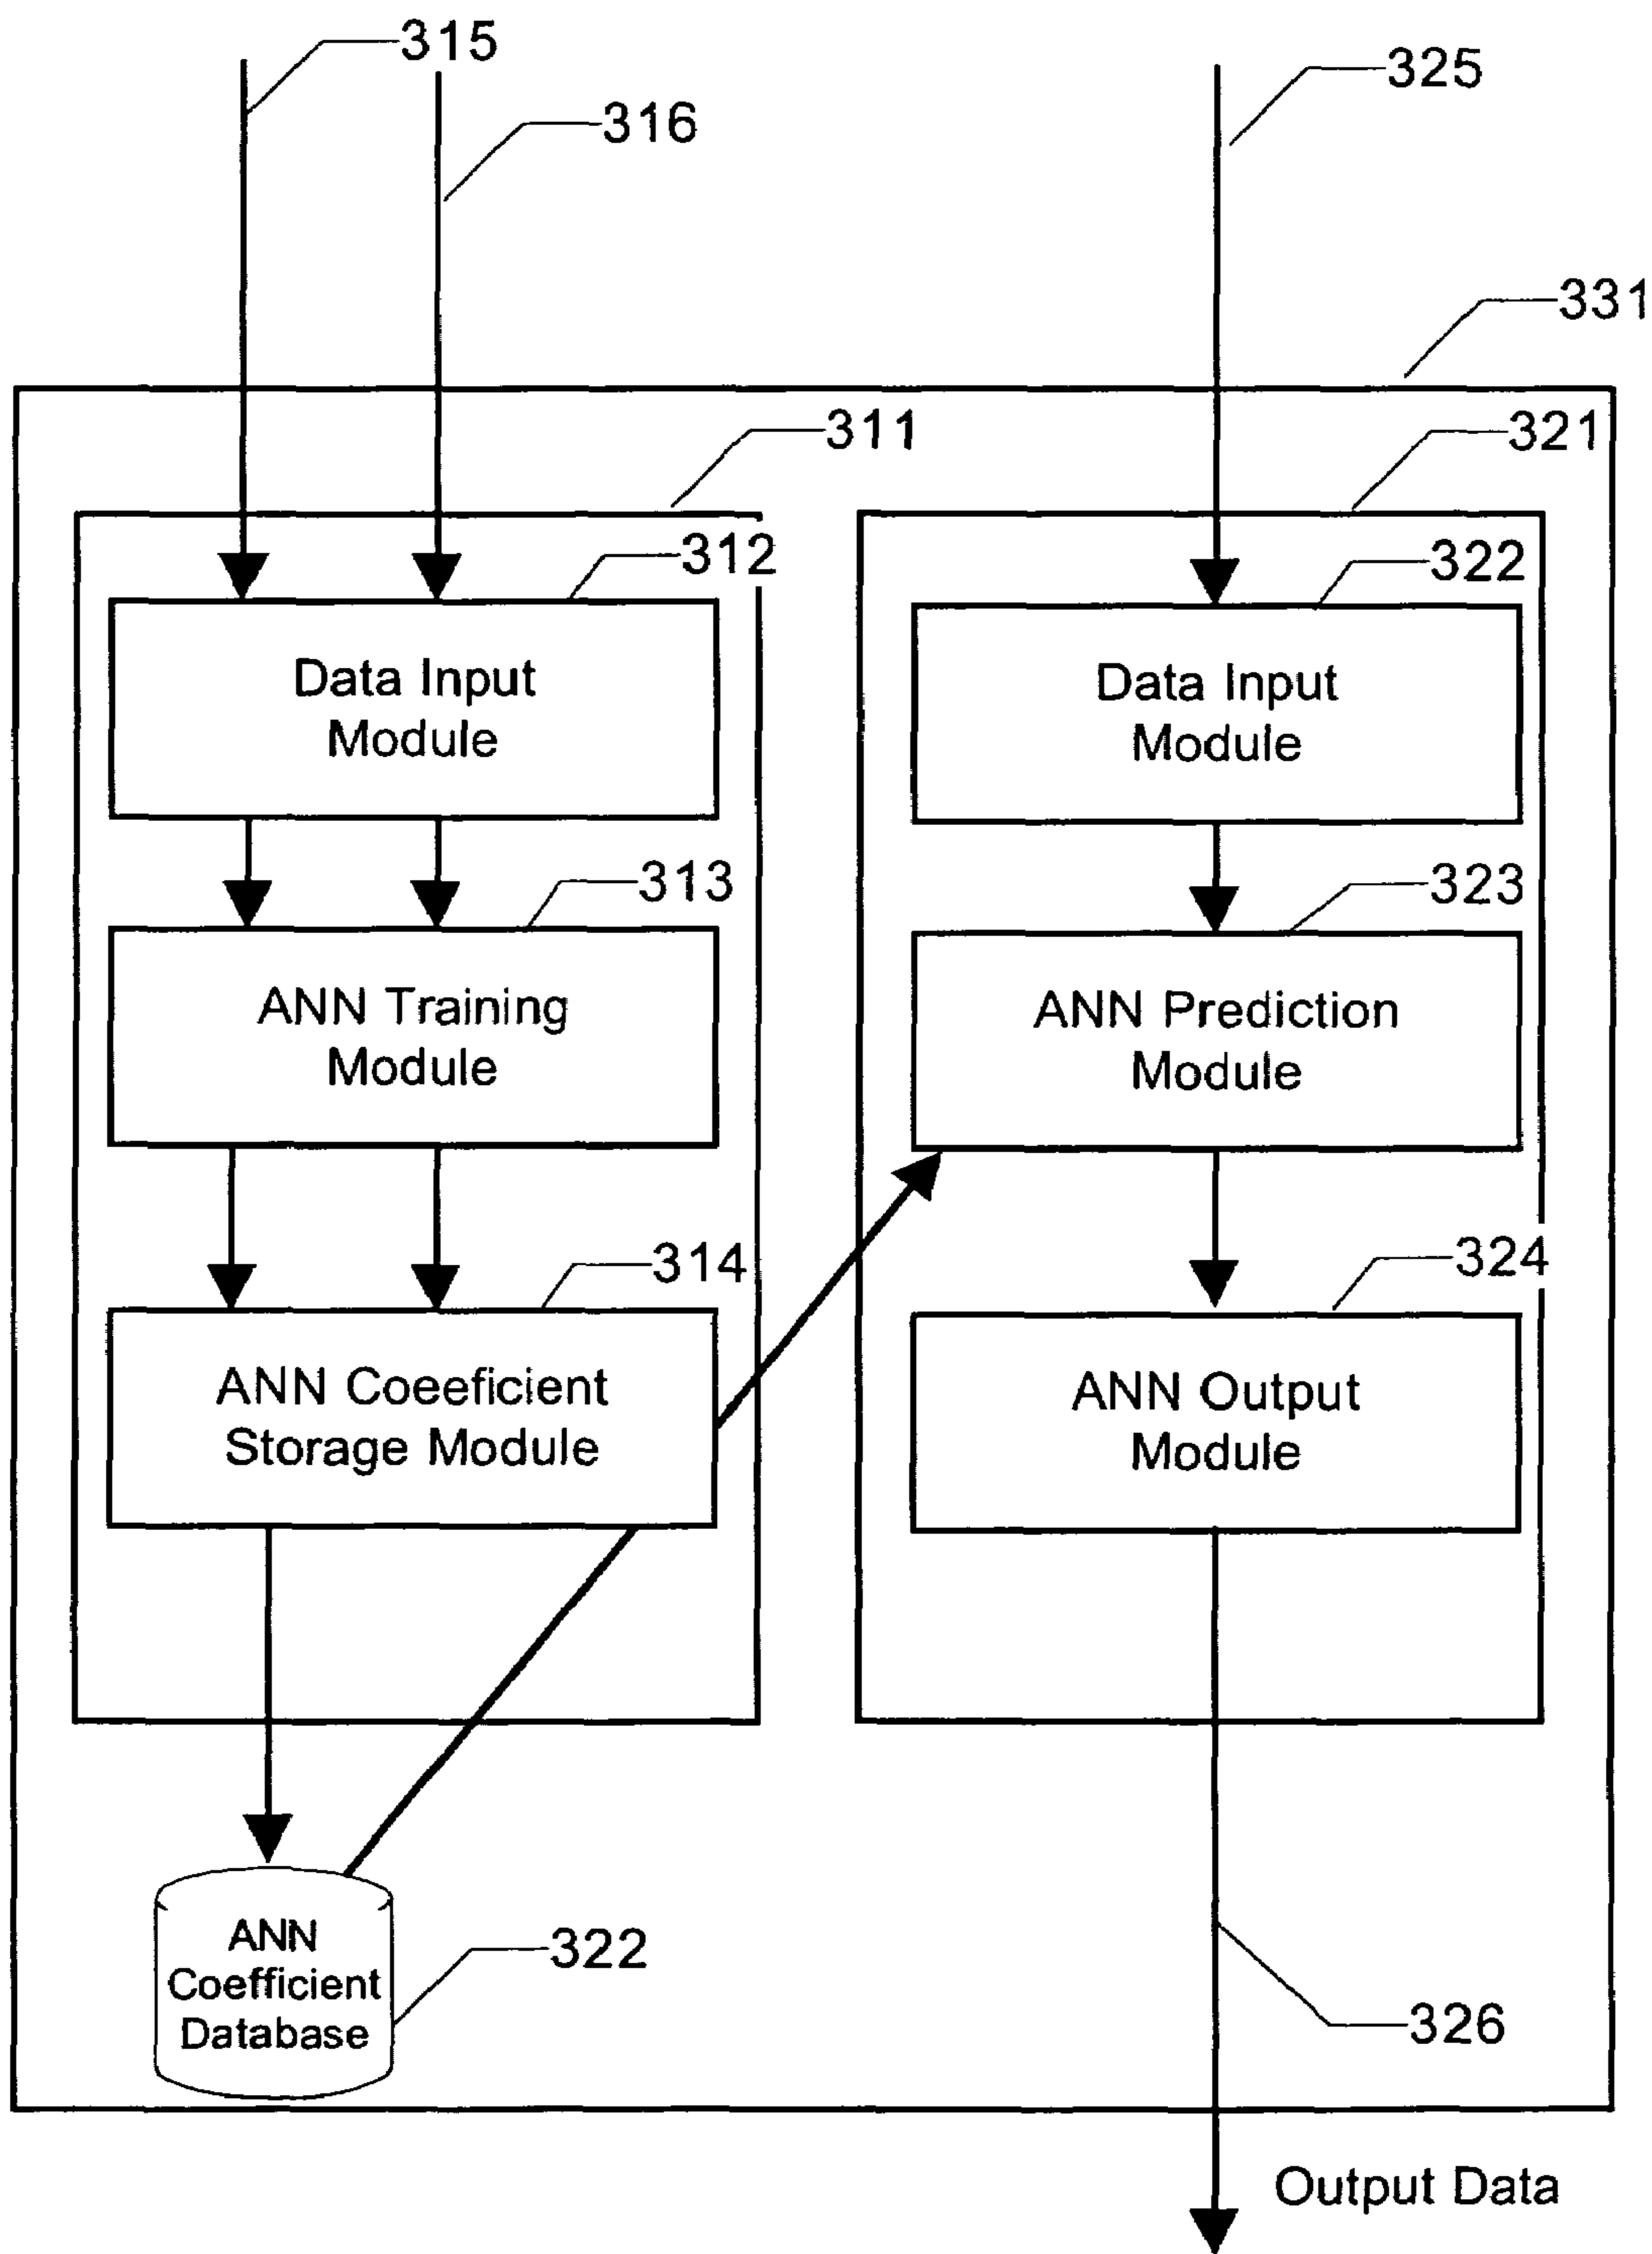 315
316
325
331
311
321
312
322
Data Input
Module
Data Input
Module
313
323
ANN Training
Module
ANN Prediction
Module
314
324
ANN Coeeficient
Storage Module
ANN Output
Module
ANN
Coefficient
Database
322
326
Output Data